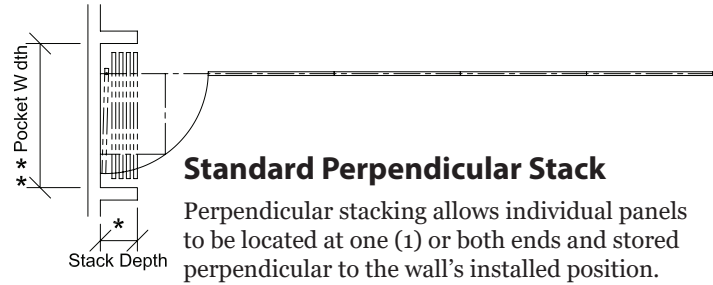 ** Pocket W dth
*
Stack Depth
Standard Perpendicular Stack
Perpendicular stacking allows individual panels
to be located at one (1) or both ends and stored
perpendicular to the wall's installed position.